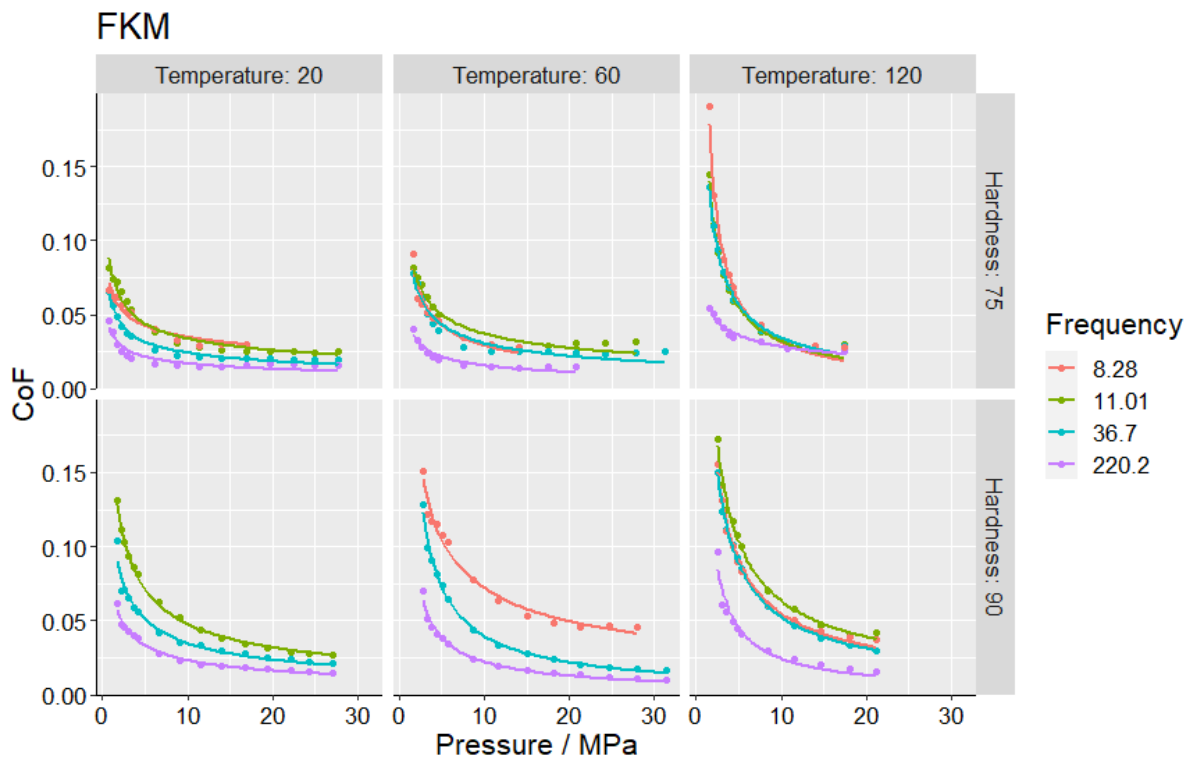 FKM
Temperature: 20
Temperature: 60
Temperature: 120
0.15
0.10
0.05
0.00
Hardness: 75
CoF
0.15
0.10
0.05
0.00
Hardness: 90
0 10 20 30
0 10 20 30
0 10 20 30
Pressure / MPa
Frequency
8.28
11.01
36.7
220.2